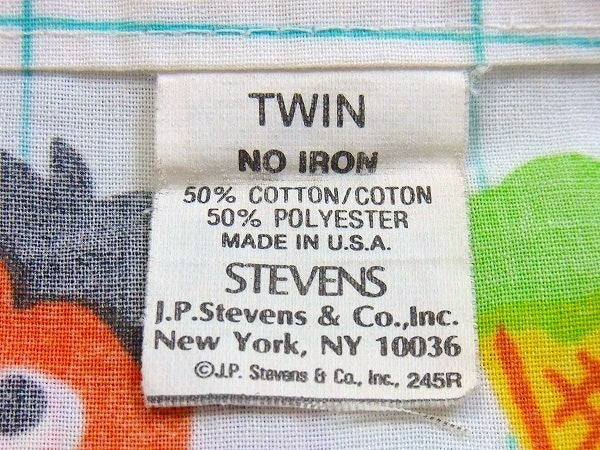 TWIN
NO IRON
50% COTTON/COTON
50% POLYESTER
MADE IN U.S.A.
STEVENS
J.P.Stevens & Co.,Inc.
New York, NY 10036
©J.P. Stevens & Co., Inc., 245R